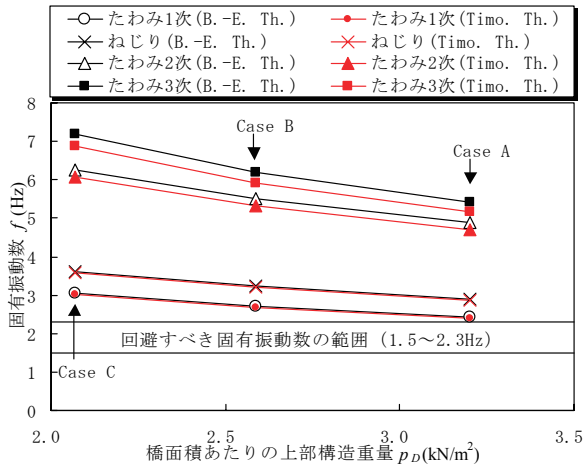 たわみ1次(B.-E. Th.) たわみ1次(Timo. Th.)
ねじり(B.-E. Th.) ねじり(Timo. Th.)
たわみ2次(B.-E. Th.) たわみ2次(Timo. Th.)
たわみ3次(B.-E. Th.) たわみ3次(Timo. Th.)
8
7
6
5
4
3
2
1
0
固有振動数 f (Hz)
Case B
Case A
回避すべき固有振動数の範囲 (1.5～2.3Hz)
Case C
2.0 2.5 3.0 3.5
橋面積あたりの上部構造重量 pD(kN/m²)